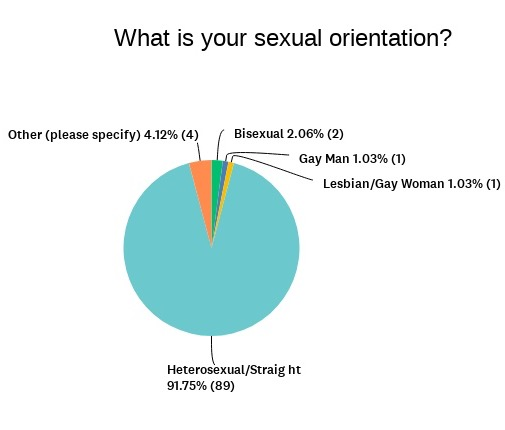 What is your sexual orientation?
Other (please specify) 4.12% (4)
Bisexual 2.06% (2)
Gay Man 1.03% (1)
Lesbian/Gay Woman 1.03% (1)
Heterosexual/Straig ht
91.75% (89)